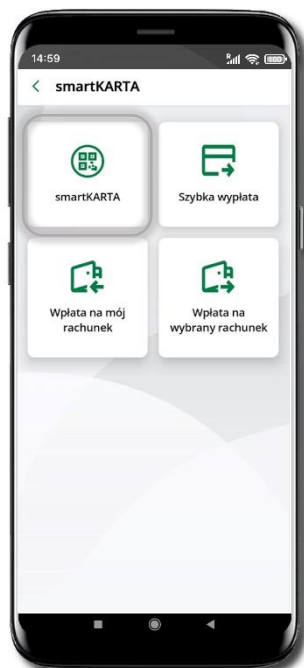 14:59
R
smartKARTA
smartKARTA
Szybka wypłata
Wpłata na mój
rachunek
Wpłata na
wybrany rachunek